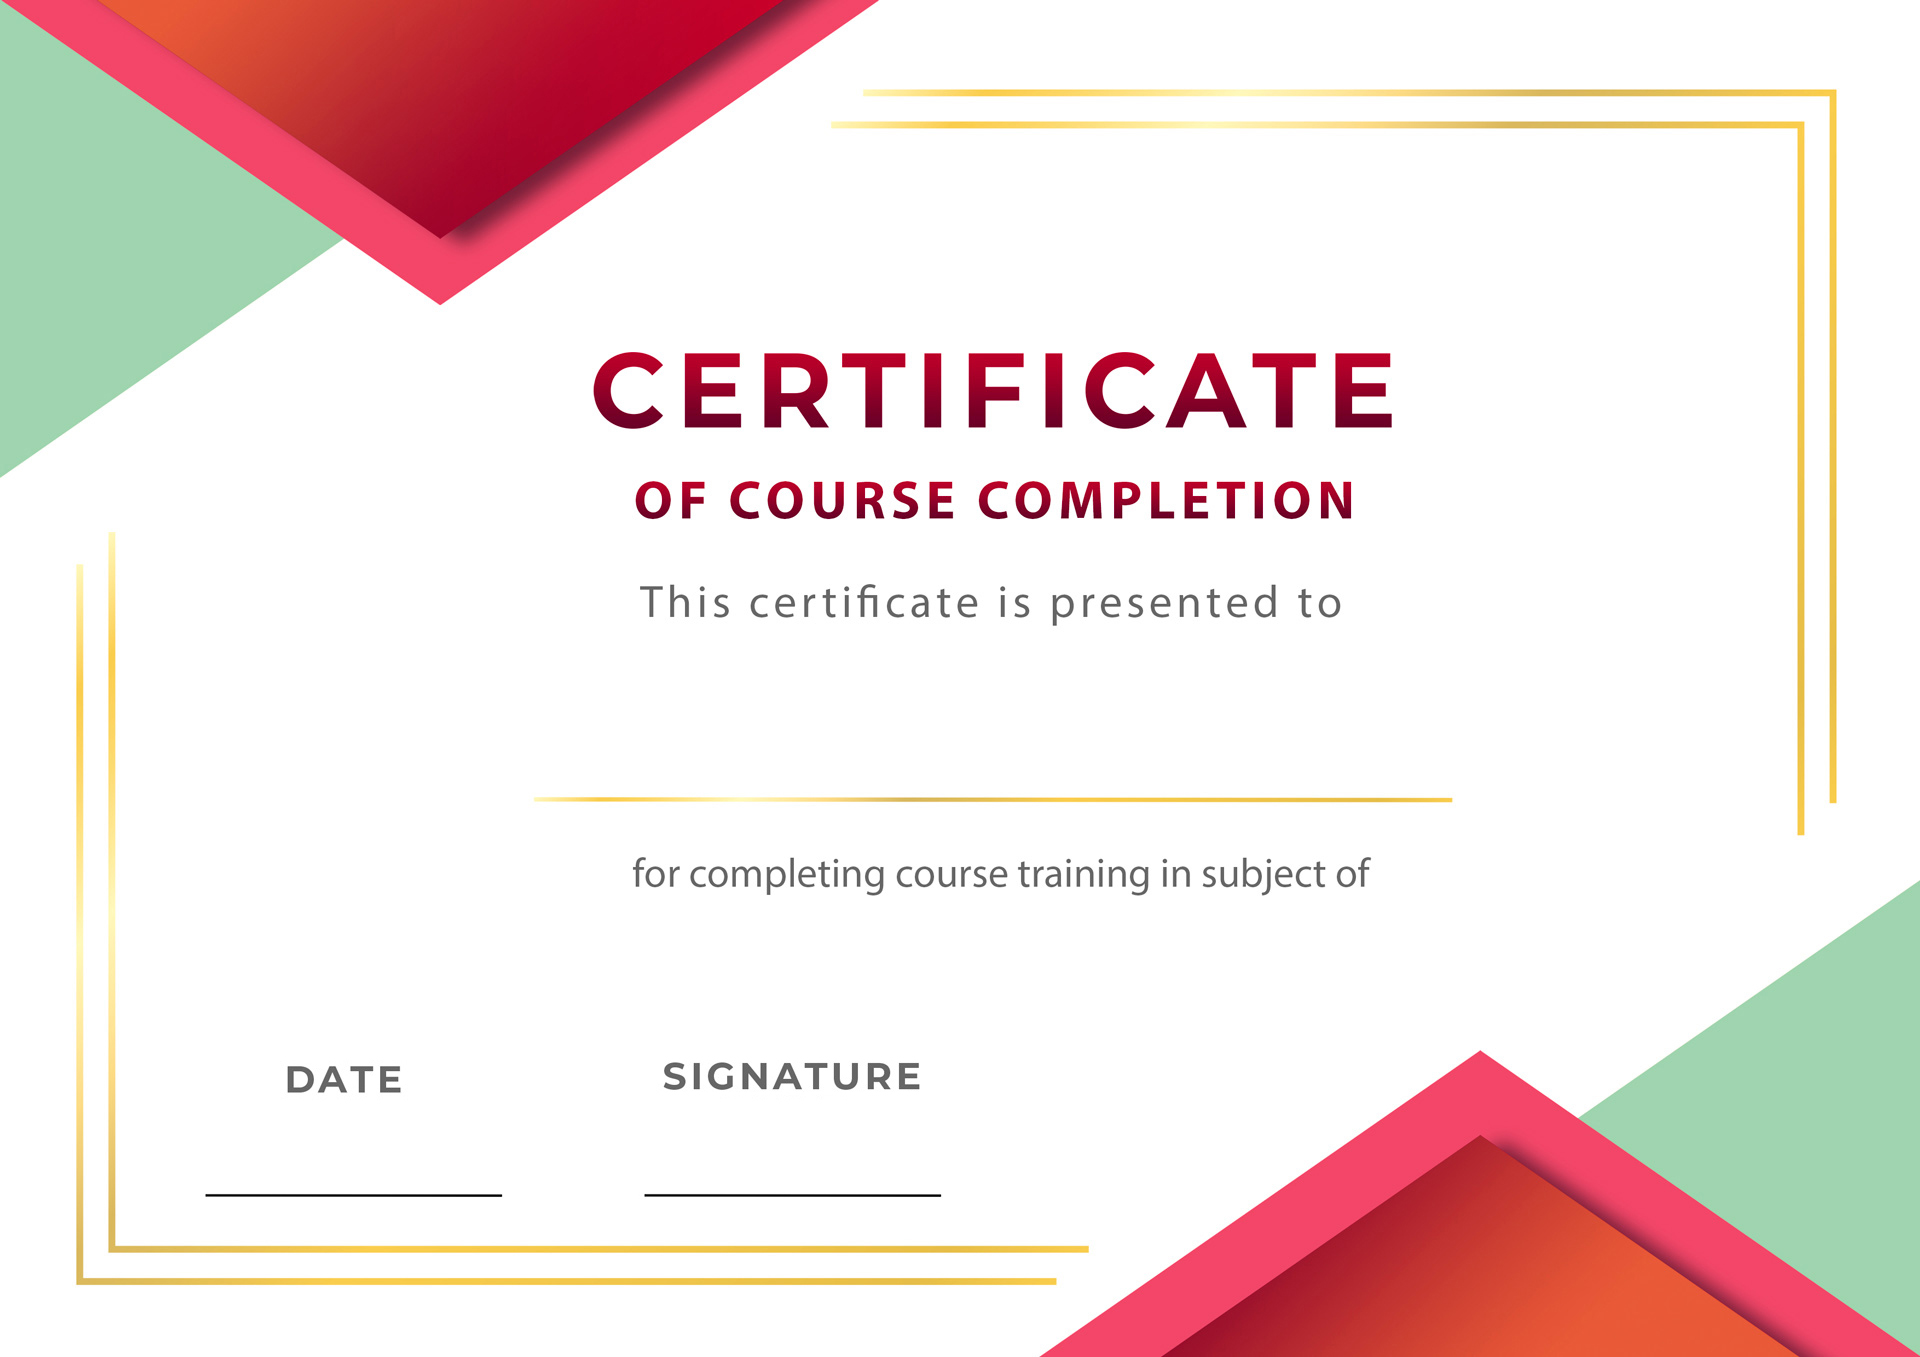 CERTIFICATE
OF COURSE COMPLETION
This certificate is presented to
for completing course training in subject of
DATE
SIGNATURE